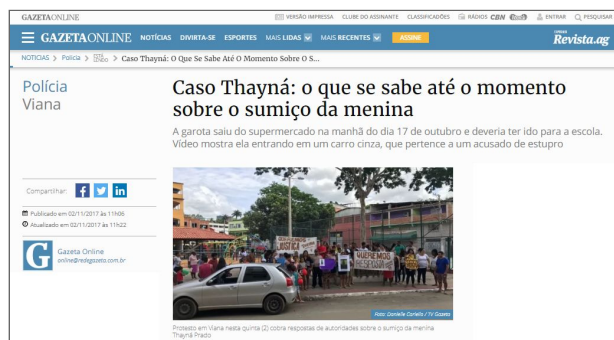 GAZETAONLINE VERSÃO IMPRESSA CLUBE DO ASSINANTE CLASSIFICADÕES RÁDIOS CBN ENTRAR PESQUISAR
GAZETAONLINE NOTÍCIAS DIVIRTA-SE ESPORTES MAIS LIDAS MAIS RECENTES ASSINE Revista.ag
NOTICIAS > Polícia > > Caso Thayná: O Que Se Sabe Até O Momento Sobre O S...
Polícia
Viana
Caso Thayná: o que se sabe até o momento
sobre o sumiço da menina
A garota saiu do supermercado na manhã do dia 17 de outubro e deveria ter ido para a escola.
Vídeo mostra ela entrando em um carro cinza, que pertence a um acusado de estupro
Compartilhar:
Publicado em 02/11/2017 às 11h06
Atualizado em 02/11/2017 às 11h22
G
Gazeta Online
online@redegazeta.com.br
JUSTIÇA
QUEREMOS
RESPOSTA
Foto: Danielle Cariello / TV Gazeta
Protesto em Viana nesta quinta (2) cobra respostas de autoridades sobre o sumiço da menina
Thayná Prado